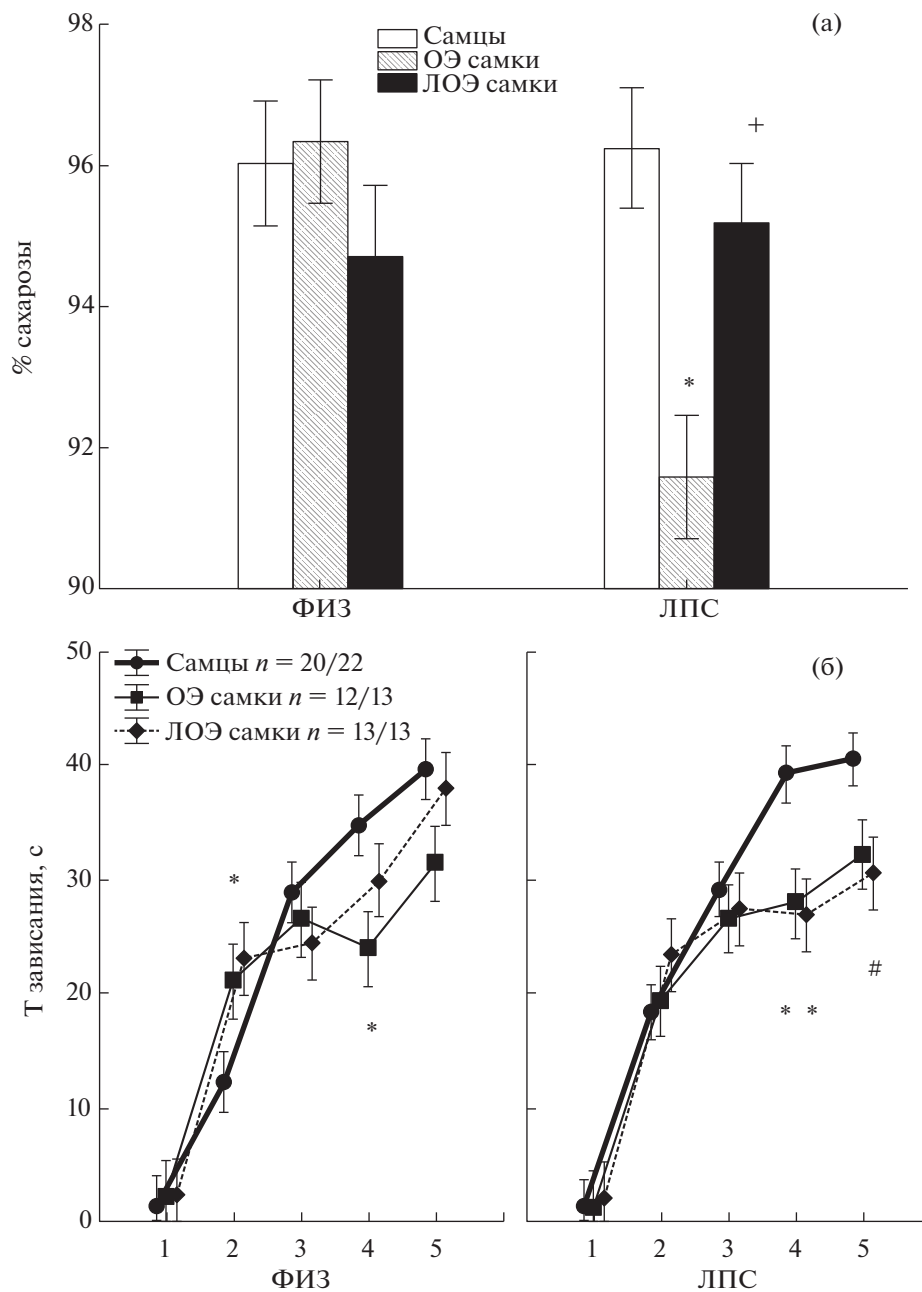 98
(а)
Самцы
ОЭ самки
ЛОЭ самки
+
96
% сахарозы
94
*
92
90
ФИЗ
ЛПС
50
Самцы n = 20/22
(б)
ОЭ самки n = 12/13
ЛОЭ самки n = 13/13
40
*
30
Т зависания, с
20
#
*
* *
10
0
1 2 3 4 5
1 2 3 4 5
ФИЗ
ЛПС